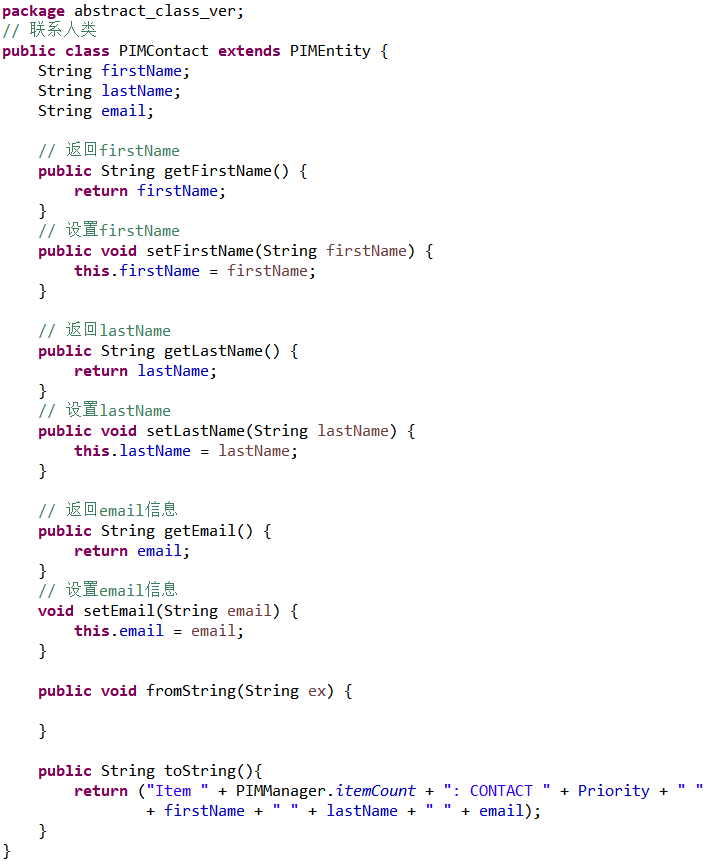 package abstract_class_ver;
// 联系人类
public class PIMContact extends PIMEntity {
    String firstName;
    String lastName;
    String email;

    // 返回firstName
    public String getFirstName() {
        return firstName;
    }
    // 设置firstName
    public void setFirstName(String firstName) {
        this.firstName = firstName;
    }

    // 返回lastName
    public String getLastName() {
        return lastName;
    }
    // 设置lastName
    public void setLastName(String lastName) {
        this.lastName = lastName;
    }

    // 返回email信息
    public String getEmail() {
        return email;
    }
    // 设置email信息
    void setEmail(String email) {
        this.email = email;
    }

    public void fromString(String ex) {

    }

    public String toString(){
        return ("Item " + PIMManager.itemCount + ": CONTACT " + Priority + " "
                + firstName + " " + lastName + " " + email);
    }
}